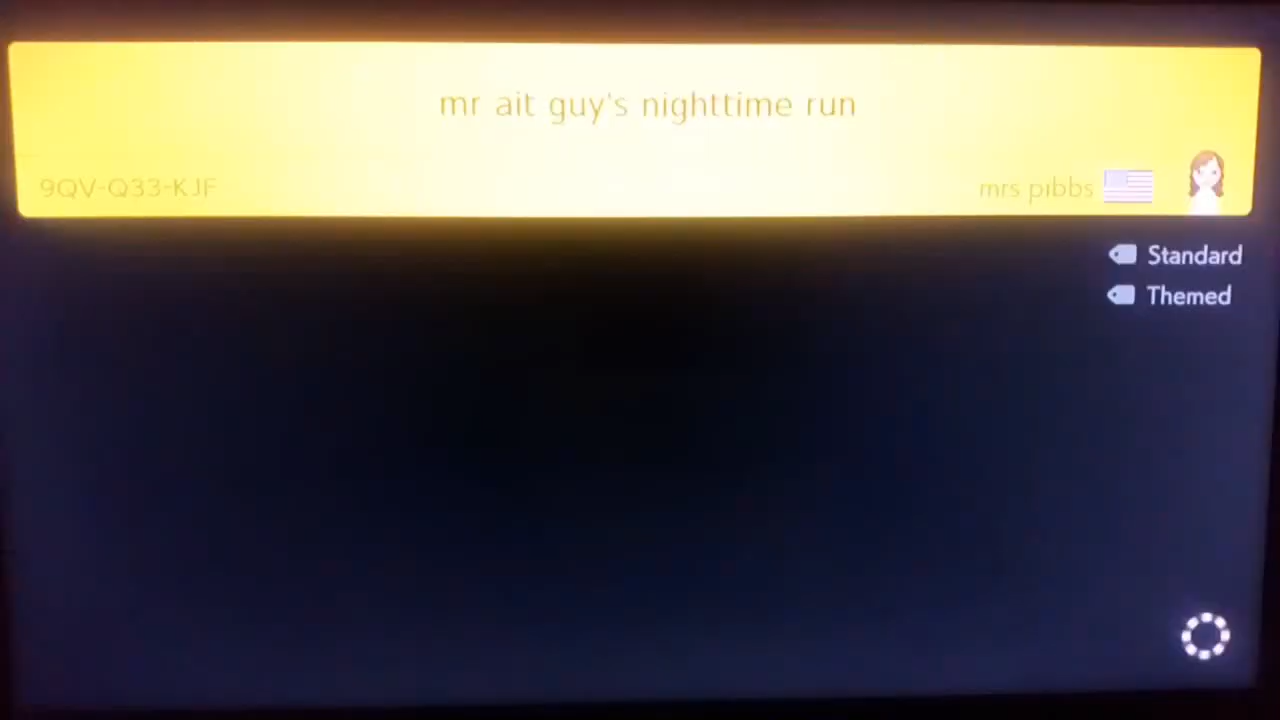 mr ait guy's nighttime run
9QV-Q33-KJF
mrs pibbs
Standard
Themed